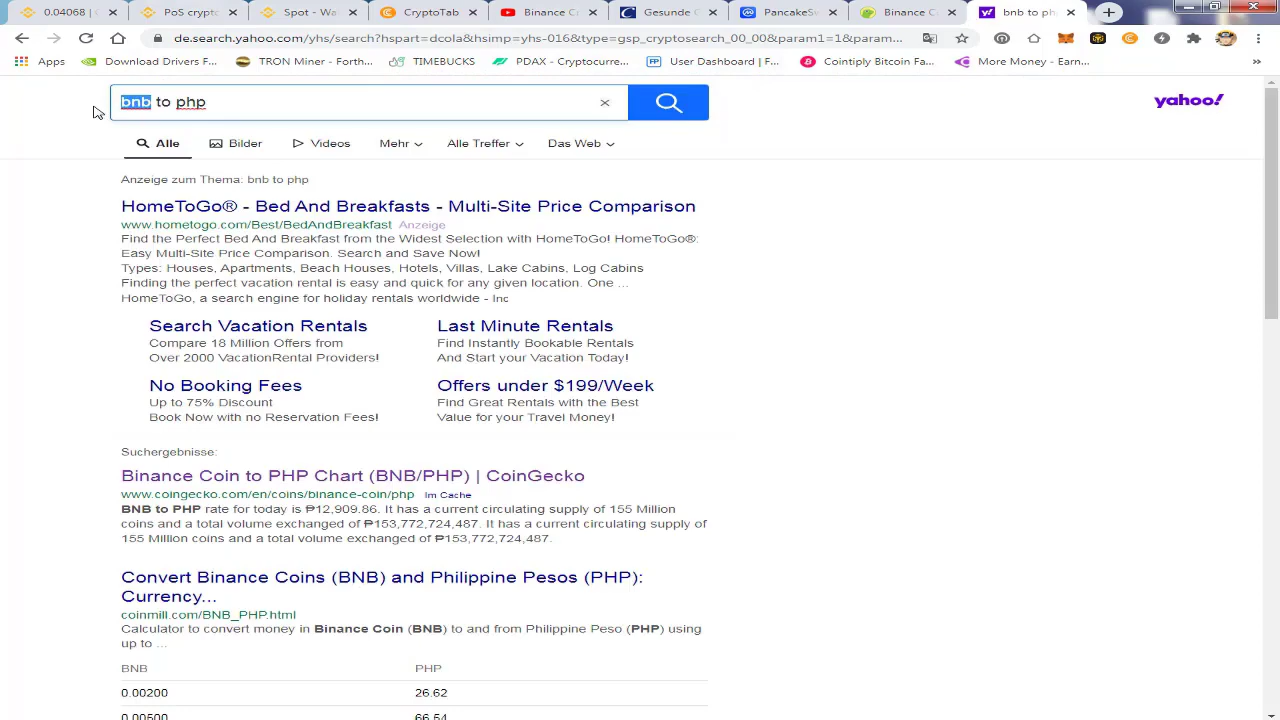 0.04068 | C
PoS crypt
Spot - Wa
CryptoTa
Binanc
Gesunde G
PancakeS
Binanc
bnb to ph
de.search.yahoo.com/yhs/search?hspart=dcola&hsimp=yhs-016&type=gsp_cryptosearch_00_00&param1=1&param...
Apps
Download Drives F...
TRON Miner - Forth...
TIMEBUCKS
PDAX - Cryptocurre...
User Dashboard | F...
Cointiply Bitcoin Fa...
More Money - Earn...
»
bnb to php
yahoo!
Alle
Bilder
Videos
Mehr
Alle Treffer
Das Web
Anzeige zum Thema: bnb to php
HomeToGo® - Bed And Breakfasts - Multi-Site Price Comparison
www.hometogo.com/Best/BedAndBreakfast Anzeige
Find the Perfect Bed And Breakfast from the Widest Selection with HomeToGo! HomeToGo®:
Easy Multi-Site Price Comparison. Search and Save Now!
Types: Houses, Apartments, Beach Houses, Hotels, Villas, Lake Cabins, Log Cabins
Finding the perfect vacation rental is easy and quick for any given location. One ...
HomeToGo, a search engine for holiday rentals worldwide - Inc
Search Vacation Rentals
Compare 18 Million Offers from
Over 2000 VacationRental Providers!
Last Minute Rentals
Find Instantly Bookable Rentals
And Start your Vacation Today!
No Booking Fees
Up to 75% Discount
Book Now with no Reservation Fees!
Offers under $199/Week
Find Great Rentals with the Best
Value for your Travel Money!
Suchergebnisse:
Binance Coin to PHP Chart (BNB/PHP) | CoinGecko
www.coingecko.com/en/coins/binance-coin/php Im Cache
BNB to PHP rate for today is ₱12,909.86. It has a current circulating supply of 155 Million
coins and a total volume exchanged of ₱153,772,724,487. It has a current circulating supply of
155 Million coins and a total volume exchanged of ₱153,772,724,487.
Convert Binance Coins (BNB) and Philippine Pesos (PHP):
Currency...
coinmill.com/BNB_PHP.html
Calculator to convert money in Binance Coin (BNB) to and from Philippine Peso (PHP) using
up to ...
BNB PHP
0.00200 26.62
0.00500 66.54